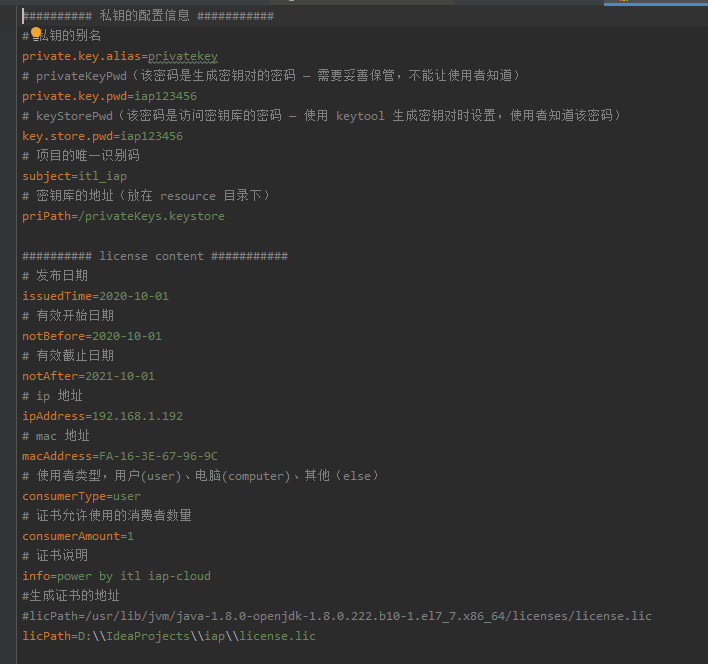 ########## 私钥的配置信息 ###########
# 私钥的别名
private.key.alias=privatekey
# privateKeyPwd（该密码是生成密钥对的密码 — 需要妥善保管，不能让使用者知道）
private.key.pwd=iap123456
# keyStorePwd（该密码是访问密钥库的密码 — 使用 keytool 生成密钥对时设置，使用者知道该密码）
key.store.pwd=iap123456
# 项目的唯一识别码
subject=itl_iap
# 密钥库的地址（放在 resource 目录下）
priPath=/privateKeys.keystore
########## license content ###########
# 发布日期
issuedTime=2020-10-01
# 有效开始日期
notBefore=2020-10-01
# 有效截止日期
notAfter=2021-10-01
# ip 地址
ipAddress=192.168.1.192
# mac 地址
macAddress=FA-16-3E-67-96-9C
# 使用者类型，用户(user)、电脑(computer)、其他（else）
consumerType=user
# 证书允许使用的消费者数量
consumerAmount=1
# 证书说明
info=power by itl iap-cloud
#生成证书的地址
#licPath=/usr/lib/jvm/java-1.8.0-openjdk-1.8.0.222.b10-1.el7_7.x86_64/licenses/license.lic
licPath=D:\\IdeaProjects\\iap\\license.lic